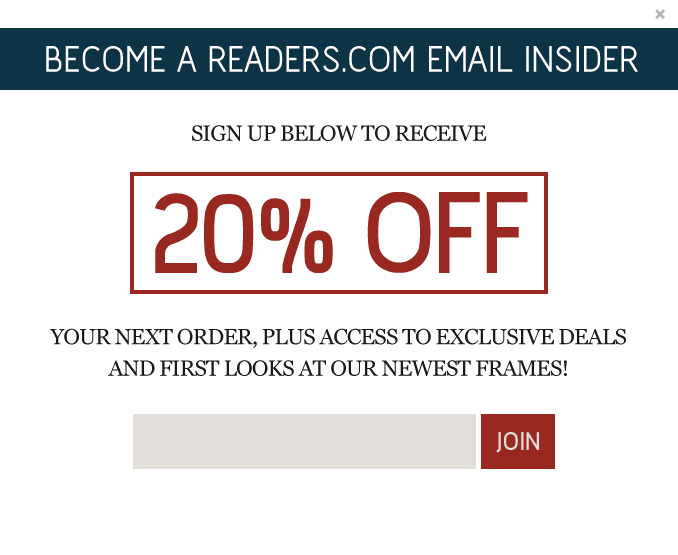 BECOME A READERS.COM EMAIL INSIDER
SIGN UP BELOW TO RECEIVE
20% OFF
YOUR NEXT ORDER, PLUS ACCESS TO EXCLUSIVE DEALS
AND FIRST LOOKS AT OUR NEWEST FRAMES!
JOIN